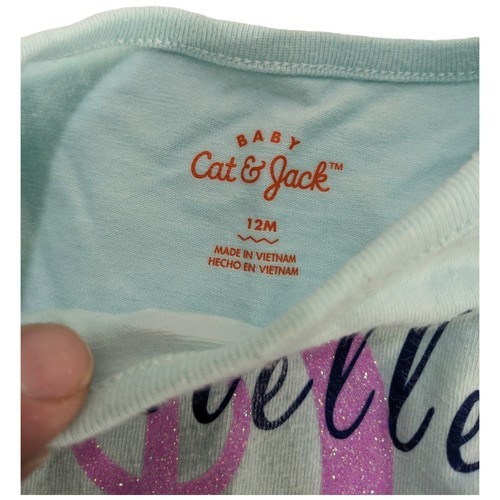 BABY
Cat & Jack™
12M
MADE IN VIETNAM
HECHO EN VIETNAM